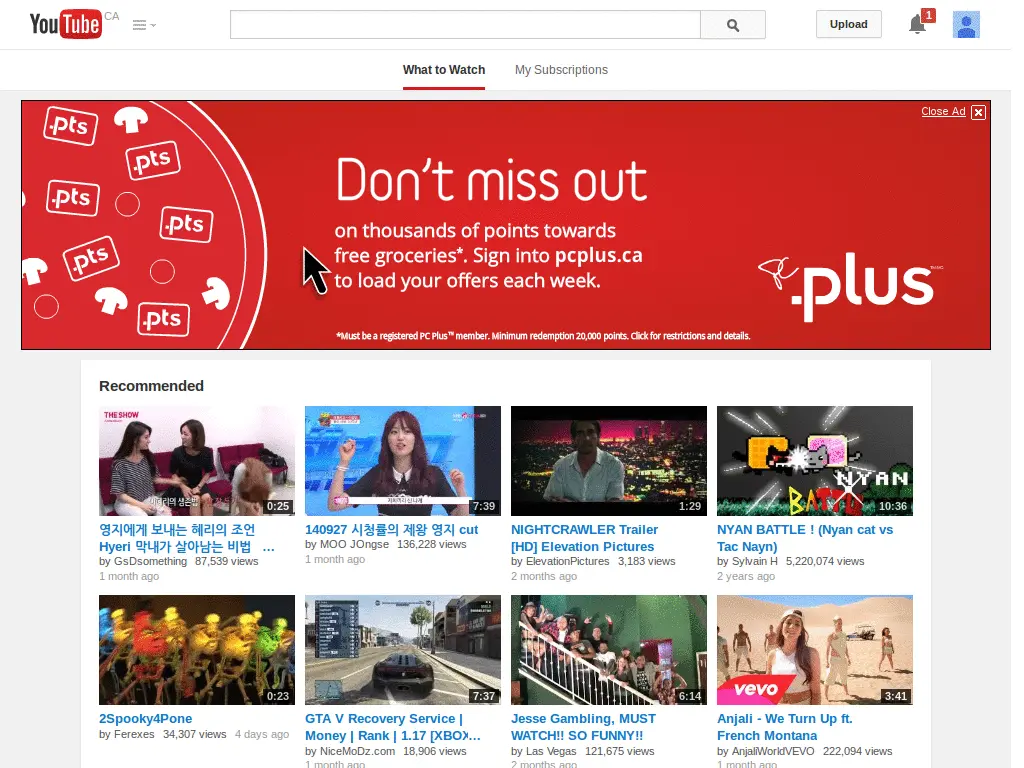 YouTube CA
Upload
1
What to Watch
My Subscriptions
Close Ad
.pts
.pts
.pts
.pts
.pts
.pts
Don't miss out
on thousands of points towards
free groceries*. Sign into pcplus.ca
to load your offers each week.
.plus
*Must be a registered PC Plus™ member. Minimum redemption 20,000 points. Click for restrictions and details.
Recommended
THE SHOW
0:25
7:39
1:29
NYAN
BATTO
10:36
영지에게 보내는 혜리의 조언
Hyeri 막내가 살아남는 비법 ...
by GsDsomething 87,539 views
1 month ago
140927 시청률의 제왕 영지 cut
by MOO JOngse 136,228 views
1 month ago
NIGHTCRAWLER Trailer
[HD] Elevation Pictures
by ElevationPictures 3,183 views
2 months ago
NYAN BATTLE ! (Nyan cat vs
Tac Nayn)
by Sylvain H 5,220,074 views
2 years ago
0:23
7:37
6:14
vevo
3:41
2Spooky4Pone
by Ferexes 34,307 views 4 days ago
GTA V Recovery Service |
Money | Rank | 1.17 [XBOX...
by NiceMoDz.com 18,906 views
1 month ago
Jesse Gambling, MUST
WATCH!! SO FUNNY!!
by Las Vegas 121,675 views
2 months ago
Anjali - We Turn Up ft.
French Montana
by AnjaliWorldVEVO 222,094 views
1 month ago